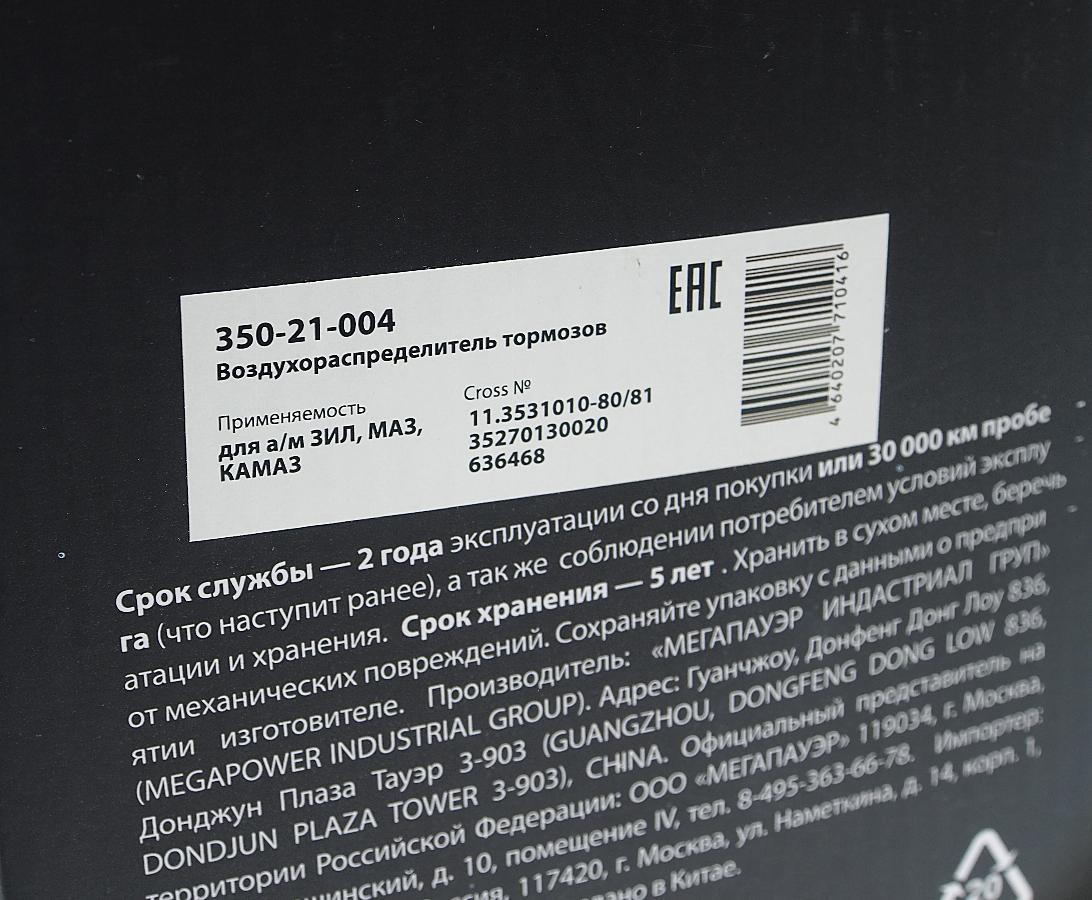 350-21-004
Воздухораспределитель тормозов
EAC
Применяемость
для а/м ЗИЛ, МАЗ,
КАМАЗ
Cross №
11.3531010-80/81
35270130020
636468
4 640207 710416
Срок службы — 2 года эксплуатации со дня покупки или 30 000 км пробе
га (что наступит ранее), а так же соблюдении потребителем условий эксплу
атации и хранения. Срок хранения — 5 лет . Хранить в сухом месте, беречь
от механических повреждений. Сохраняйте упаковку с данными о предпри
ятии изготовителе. Производитель: «МЕГАПАУЭР ИНДАСТРИАЛ ГРУП»
(MEGAPOWER INDUSTRIAL GROUP). Адрес: Гуанчжоу, Донфенг Донг Лоу 836,
Донджун Плаза Тауэр 3-903 (GUANGZHOU, DONGFENG DONG LOW 836,
DONDJUN PLAZA TOWER 3-903), CHINA. Официальный представитель на
территории Российской Федерации: ООО «МЕГАПАУЭР» 119034, г. Москва,
д. 10, помещение IV, тел. 8-495-363-66-78. Импортер:
117420, г. Москва, ул. Наметкина, д. 14, корп. 1,
в Китае.
20